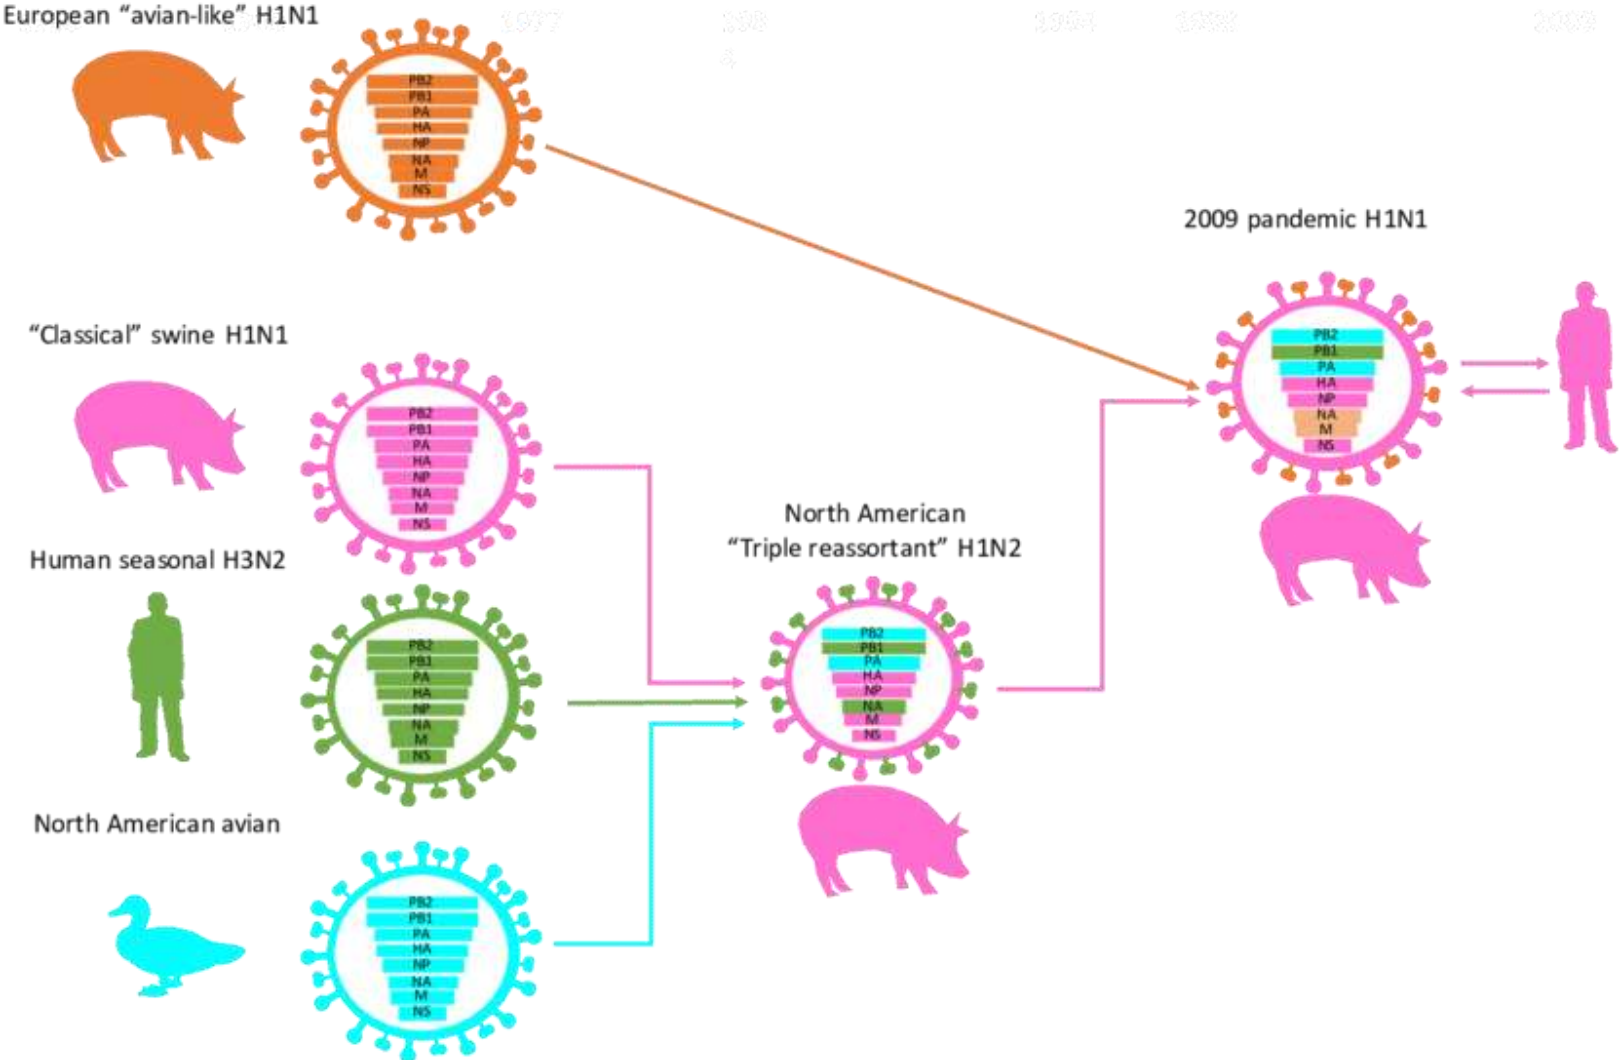 European “avian-like” H1N1
1977
PB2
PB1
PA
HA
NP
NA
M
NS
2009 pandemic H1N1
PB2
PB1
PA
HA
NP
NA
M
NS
“Classical” swine H1N1
PB2
PB1
PA
HA
NP
NA
M
NS
Human seasonal H3N2
PB2
PB1
PA
HA
NP
NA
M
NS
North American
“Triple reassortant” H1N2
PB2
PB1
PA
HA
NP
NA
M
NS
North American avian
PB2
PB1
PA
HA
NP
NA
M
NS